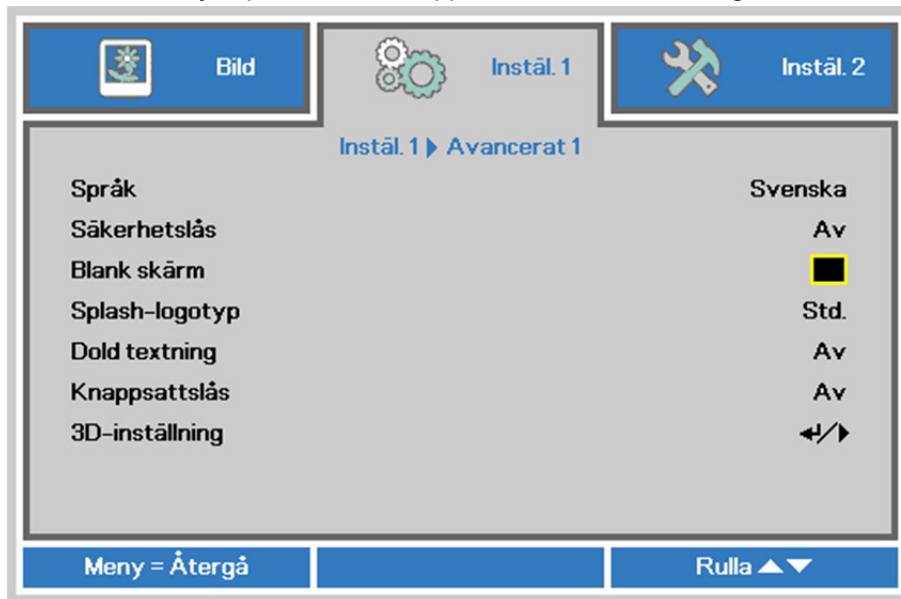 Bild
Instäl. 1
Instäl. 2
Instäl. 1 ▶ Avancerat 1
Språk Svenska
Säkerhetslås Av
Blank skärm
Splash-logotyp Std.
Dold textning Av
Knappsattslås Av
3D-inställning ↵/▶
Meny = Återgå
Rulla ▲▼